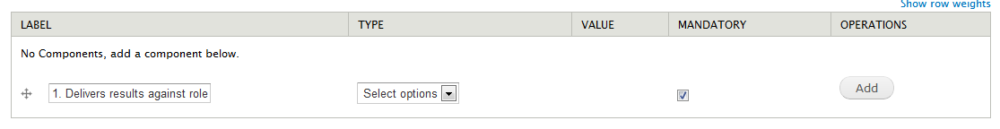 Show row weights
LABEL TYPE VALUE MANDATORY OPERATIONS
No Components, add a component below.
1. Delivers results against role Select options Add